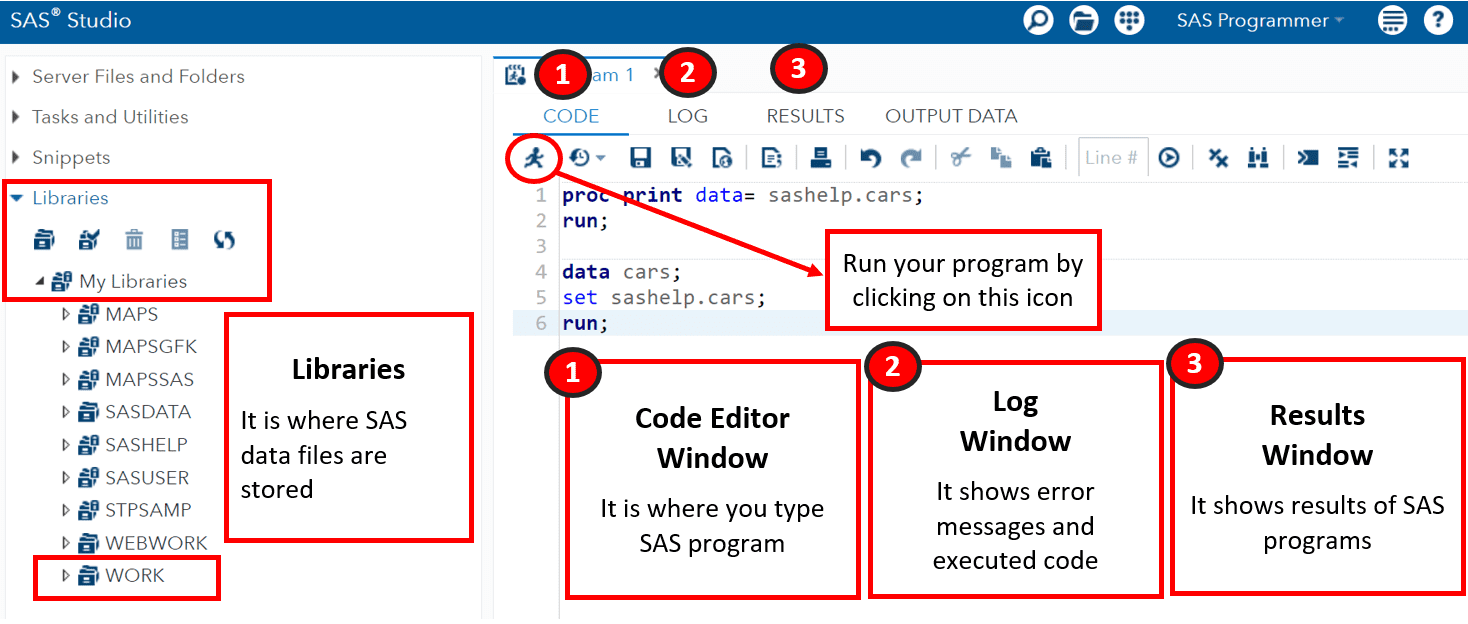 SAS® Studio
SAS Programmer
?
Server Files and Folders
Tasks and Utilities
Snippets
Libraries
My Libraries
MAPS
MAPSGFK
MAPSSAS
SASDATA
SASHELP
SASUSER
STPSAMP
WEBWORK
WORK
Libraries
It is where SAS
data files are
stored
1 am 1 × 2 3
CODE LOG RESULTS OUTPUT DATA
Line #
1 proc print data= sashelp.cars;
2 run;
3
4 data cars;
5 set sashelp.cars;
6 run;
Run your program by
clicking on this icon
1
Code Editor
Window
It is where you type
SAS program
2
Log
Window
It shows error
messages and
executed code
3
Results
Window
It shows results of SAS
programs